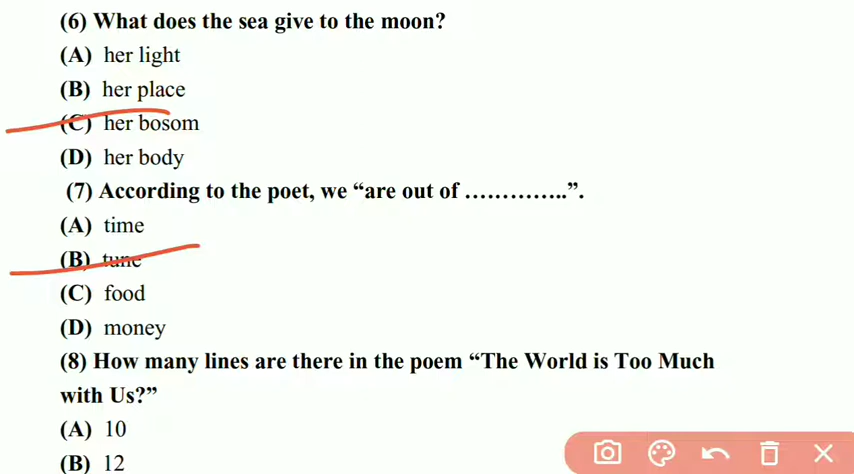 (6) What does the sea give to the moon?
(A) her light
(B) her place
(C) her bosom
(D) her body
(7) According to the poet, we “are out of …………..”.
(A) time
(B) tune
(C) food
(D) money
(8) How many lines are there in the poem “The World is Too Much
with Us?”
(A) 10
(B) 12